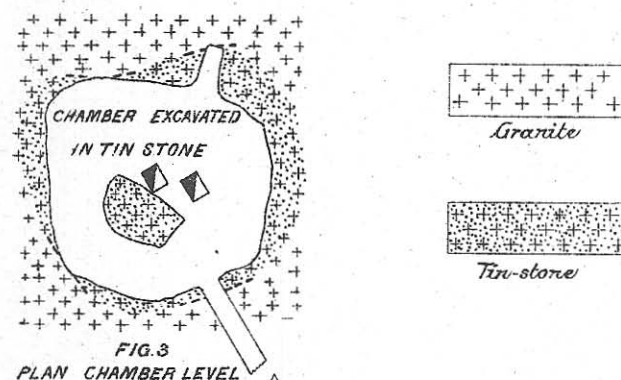 CHAMBER EXCAVATED
IN TIN STONE
FIG.3
PLAN CHAMBER LEVEL
Granite
Tin-stone